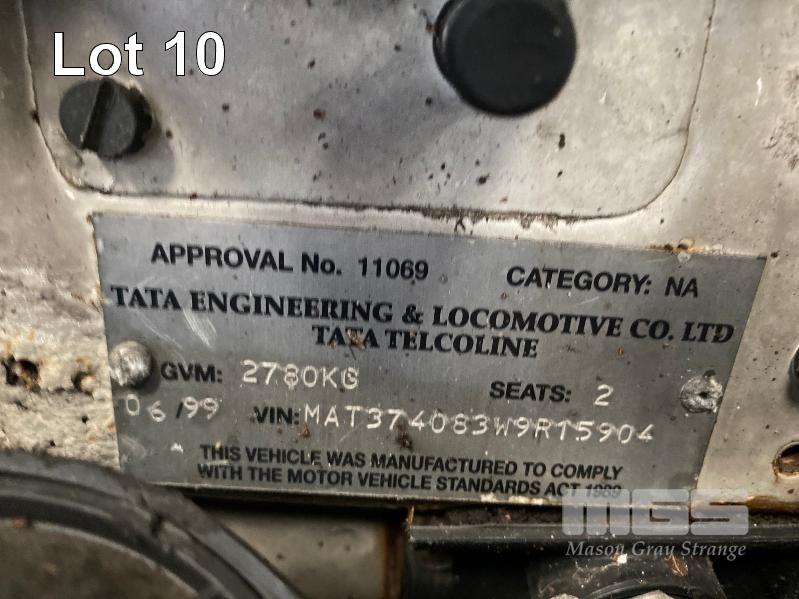 Lot 10
APPROVAL No. 11069 CATEGORY: NA
TATA ENGINEERING & LOCOMOTIVE CO. LTD
TATA TELCOLINE
GVM: 2780KG SEATS: 2
06/99 VIN: MAT374083W9R15904
THIS VEHICLE WAS MANUFACTURED TO COMPLY
WITH THE MOTOR VEHICLE STANDARDS ACT 1989
MGS
Mason Gray Strange